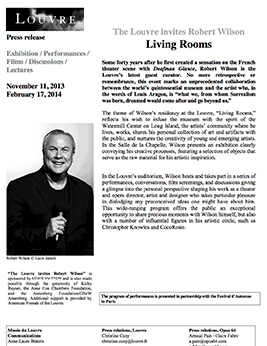 LOUVRE
Press release
Exhibition / Performances /
Film / Discussions /
Lectures
November 11, 2013
February 17, 2014
The Louvre invites Robert Wilson
Living Rooms
Some forty years after he first created a sensation on the French
theater scene with Deafman Glance, Robert Wilson is the
Louvre's latest guest curator. No mere retrospective or
remembrance, this event marks an unprecedented collaboration
between the world's quintessential museum and the artist who, in
the words of Louis Aragon, is "what we, from whom Surrealism
was born, dreamed would come after and go beyond us."
The theme of Wilson's residency at the Louvre, "Living Rooms,"
reflects his wish to infuse the museum with the spirit of the
Watermill Center on Long Island, the artists' community where he
lives, works, shares his personal collection of art and artifacts with
the public, and nurtures the creativity of young and emerging artists.
In the Salle de la Chapelle, Wilson presents an exhibition clearly
conveying his creative processes, featuring a selection of objects that
serve as the raw material for his artistic inspiration.
In the Louvre's auditorium, Wilson hosts and takes part in a series of
performances, conversations, film screenings, and discussions giving
a glimpse into the personal perspective shaping his work as a theater
and opera director, artist and designer who takes particular pleasure
in dislodging any preconceived ideas one might have about him.
This wide-ranging program offers the public an exceptional
opportunity to share precious moments with Wilson himself, but also
with a number of influential figures in his artistic circle, such as
Christopher Knowles and CocoRosie.
Robert Wilson © Lucie Jansch
"The Louvre invites Robert Wilson" is
sponsored by
and is also made
possible through the generosity of Kathy
Rayner, the Anne Cox Chambers Foundation,
and the Annenberg Foundation/GRoW
Annenberg. Additional support is provided by
American Friends of the Louvre.
The program of performances is presented in partnership with the Festival d'Automne
à Paris
Musée du Louvre
Communications
Anne-Laure Béatrix
Press relations, Louvre
Christine Cuny
christine.cuny@louvre.fr
Press relations, Opus 64
Arnaud Pain / Claire Fabre
a.pain@opus64.com